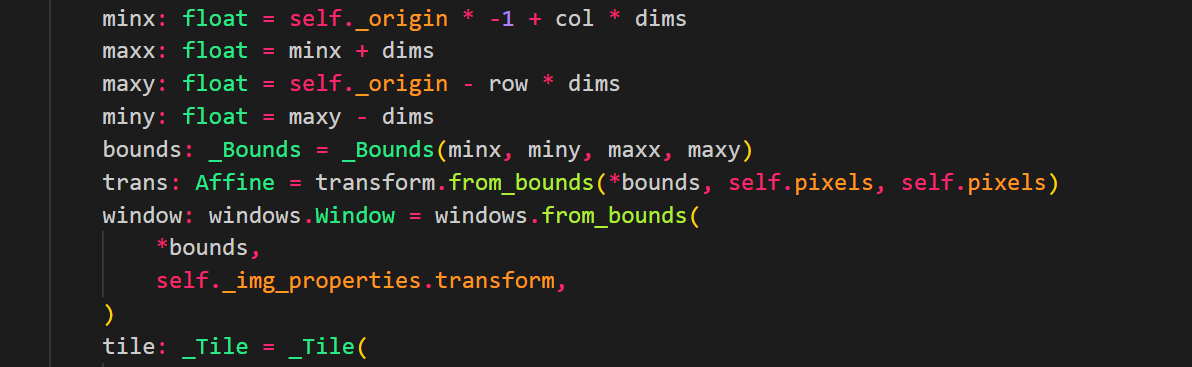 minx: float = self._origin * -1 + col * dims
maxx: float = minx + dims
maxy: float = self._origin - row * dims
miny: float = maxy - dims
bounds: _Bounds = _Bounds(minx, miny, maxx, maxy)
trans: Affine = transform.from_bounds(*bounds, self.pixels, self.pixels)
window: windows.Window = windows.from_bounds(
    *bounds,
    self._img_properties.transform,
)
tile: _Tile = _Tile(